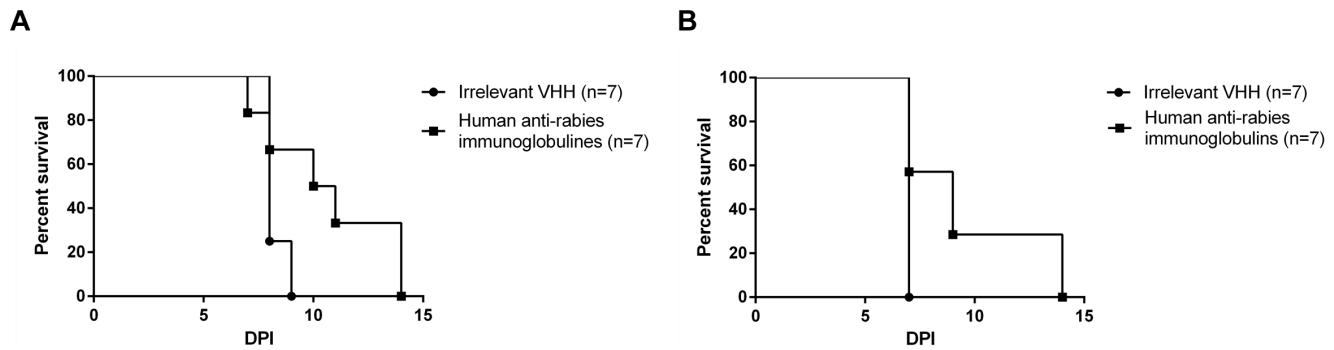 A
Percent survival
100
80
60
40
20
0
0 5 10 15
DPI
Irrelevant VHH (n=7)
Human anti-rabies
immunoglobulines (n=7)
B
Percent survival
100
80
60
40
20
0
0 5 10 15
DPI
Irrelevant VHH (n=7)
Human anti-rabies
immunoglobulins (n=7)